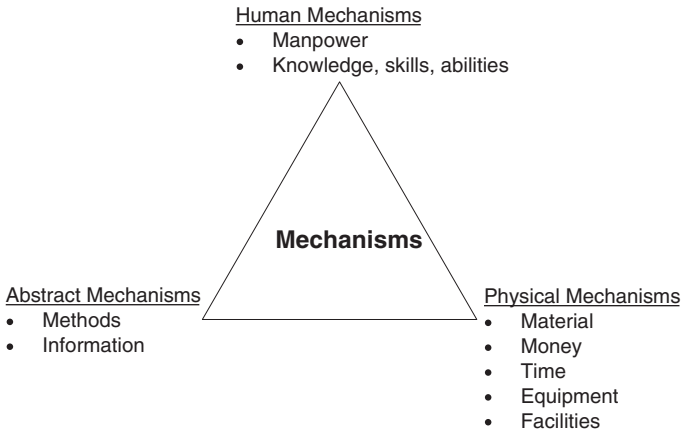 Human Mechanisms
• Manpower
• Knowledge, skills, abilities
Mechanisms
Abstract Mechanisms
• Methods
• Information
Physical Mechanisms
• Material
• Money
• Time
• Equipment
• Facilities